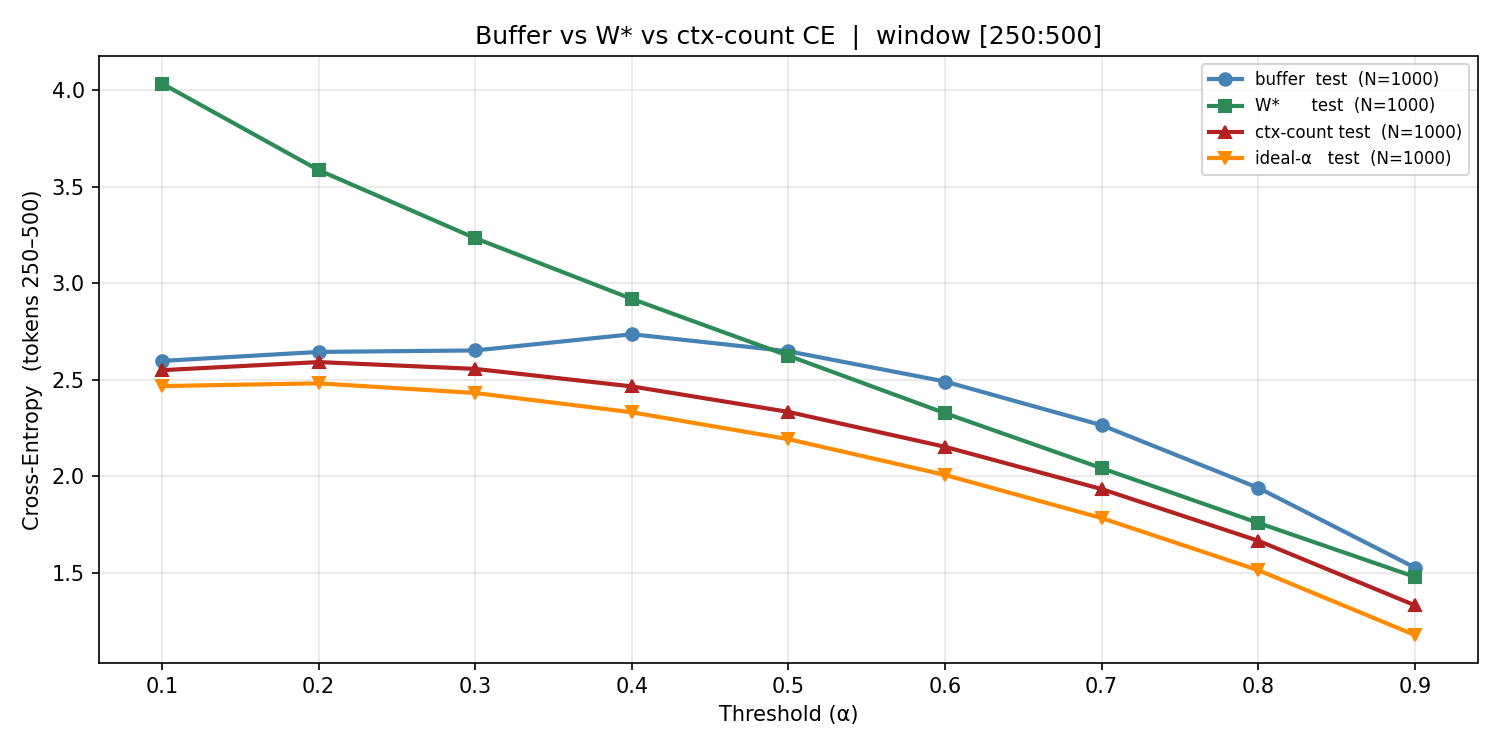 Buffer vs W* vs ctx-count CE | window [250:500]
buffer test (N=1000)
W* test (N=1000)
ctx-count test (N=1000)
ideal-α test (N=1000)
Cross-Entropy (tokens 250–500)
4.0
3.5
3.0
2.5
2.0
1.5
0.1 0.2 0.3 0.4 0.5 0.6 0.7 0.8 0.9
Threshold (α)